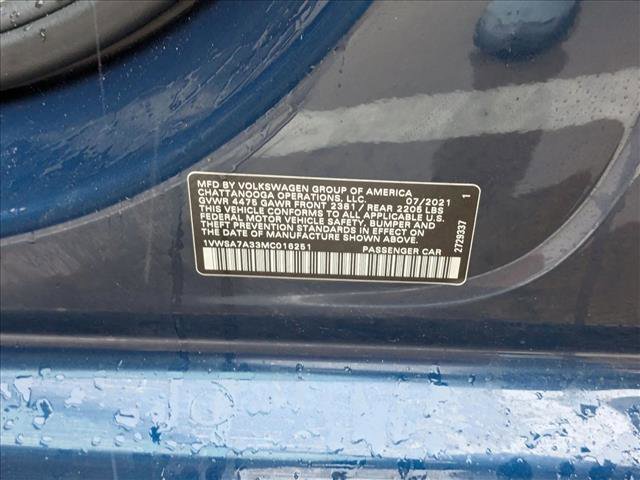 MFD BY VOLKSWAGEN GROUP OF AMERICA
CHATTANOOGA OPERATIONS, LLC. 07/2021 1
GVWR 4475 GAWR FRONT 2381/ REAR 2205 LBS
THIS VEHICLE CONFORMS TO ALL APPLICABLE U.S.
FEDERAL MOTOR VEHICLE SAFETY, BUMPER AND
THEFT PREVENTION STANDARDS IN EFFECT ON
THE DATE OF MANUFACTURE SHOWN ABOVE.
1VWSA7A33MC016251 PASSENGER CAR
2729337